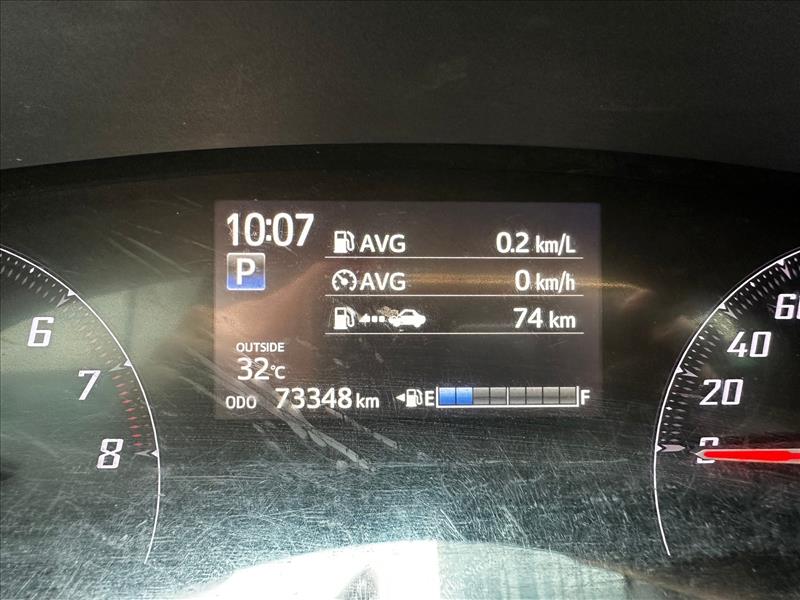 10:07
P
AVG 0.2 km/L
AVG 0 km/h
74 km
OUTSIDE
32°C
ODO 73348 km
E F
6
7
8
60
40
20
0